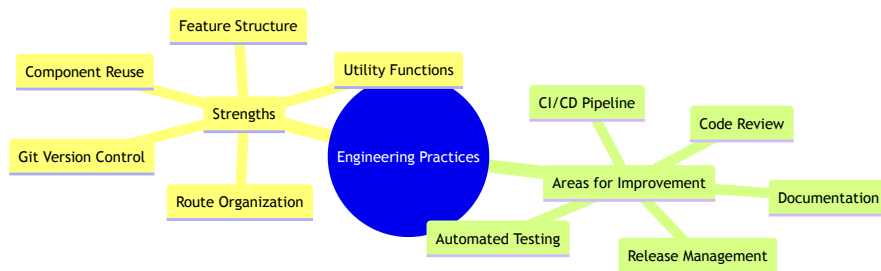 Feature Structure
Component Reuse
Utility Functions
Strengths
Git Version Control
Route Organization
Engineering Practices
CI/CD Pipeline
Code Review
Areas for Improvement
Documentation
Automated Testing
Release Management